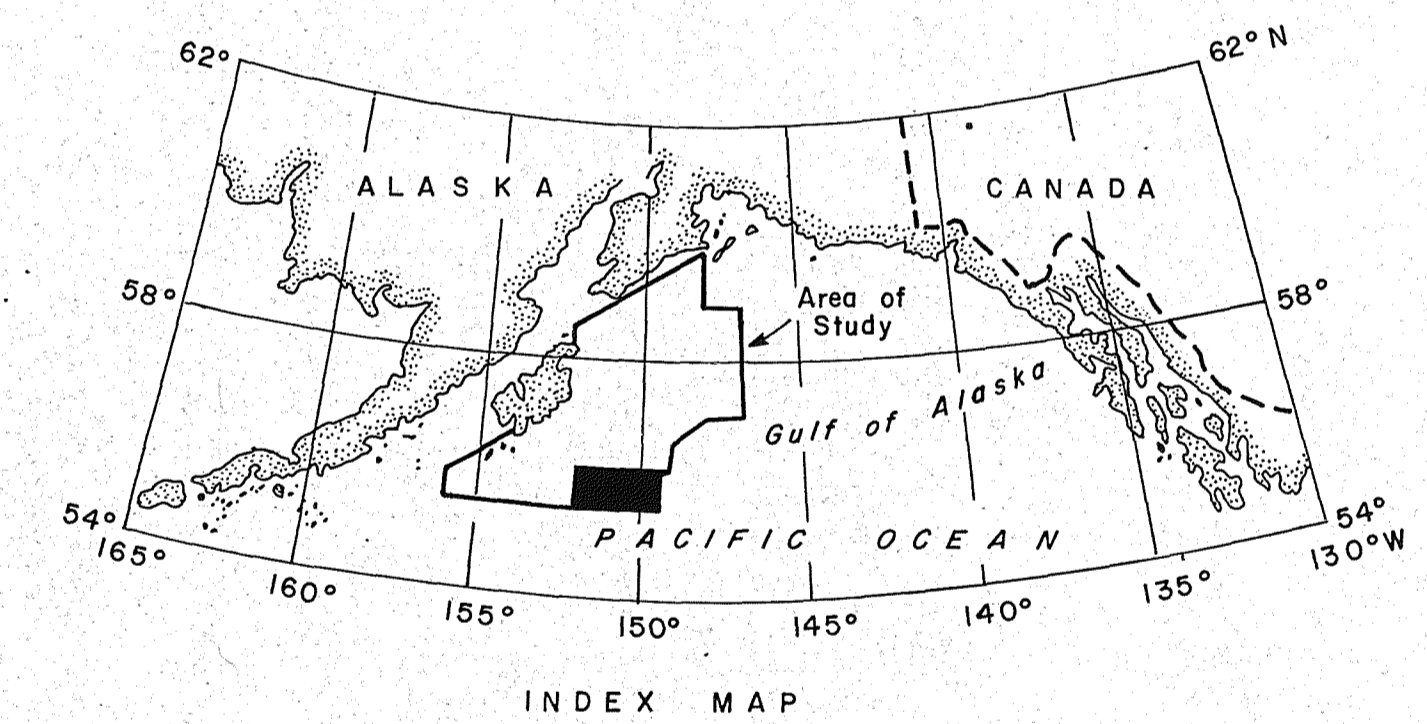 62°
62° N
ALASKA
CANADA
58°
58°
Area of
Study
Gulf of Alaska
54°
54°
PACIFIC OCEAN
165°
160°
155°
150°
145°
140°
135°
130°W
INDEX MAP